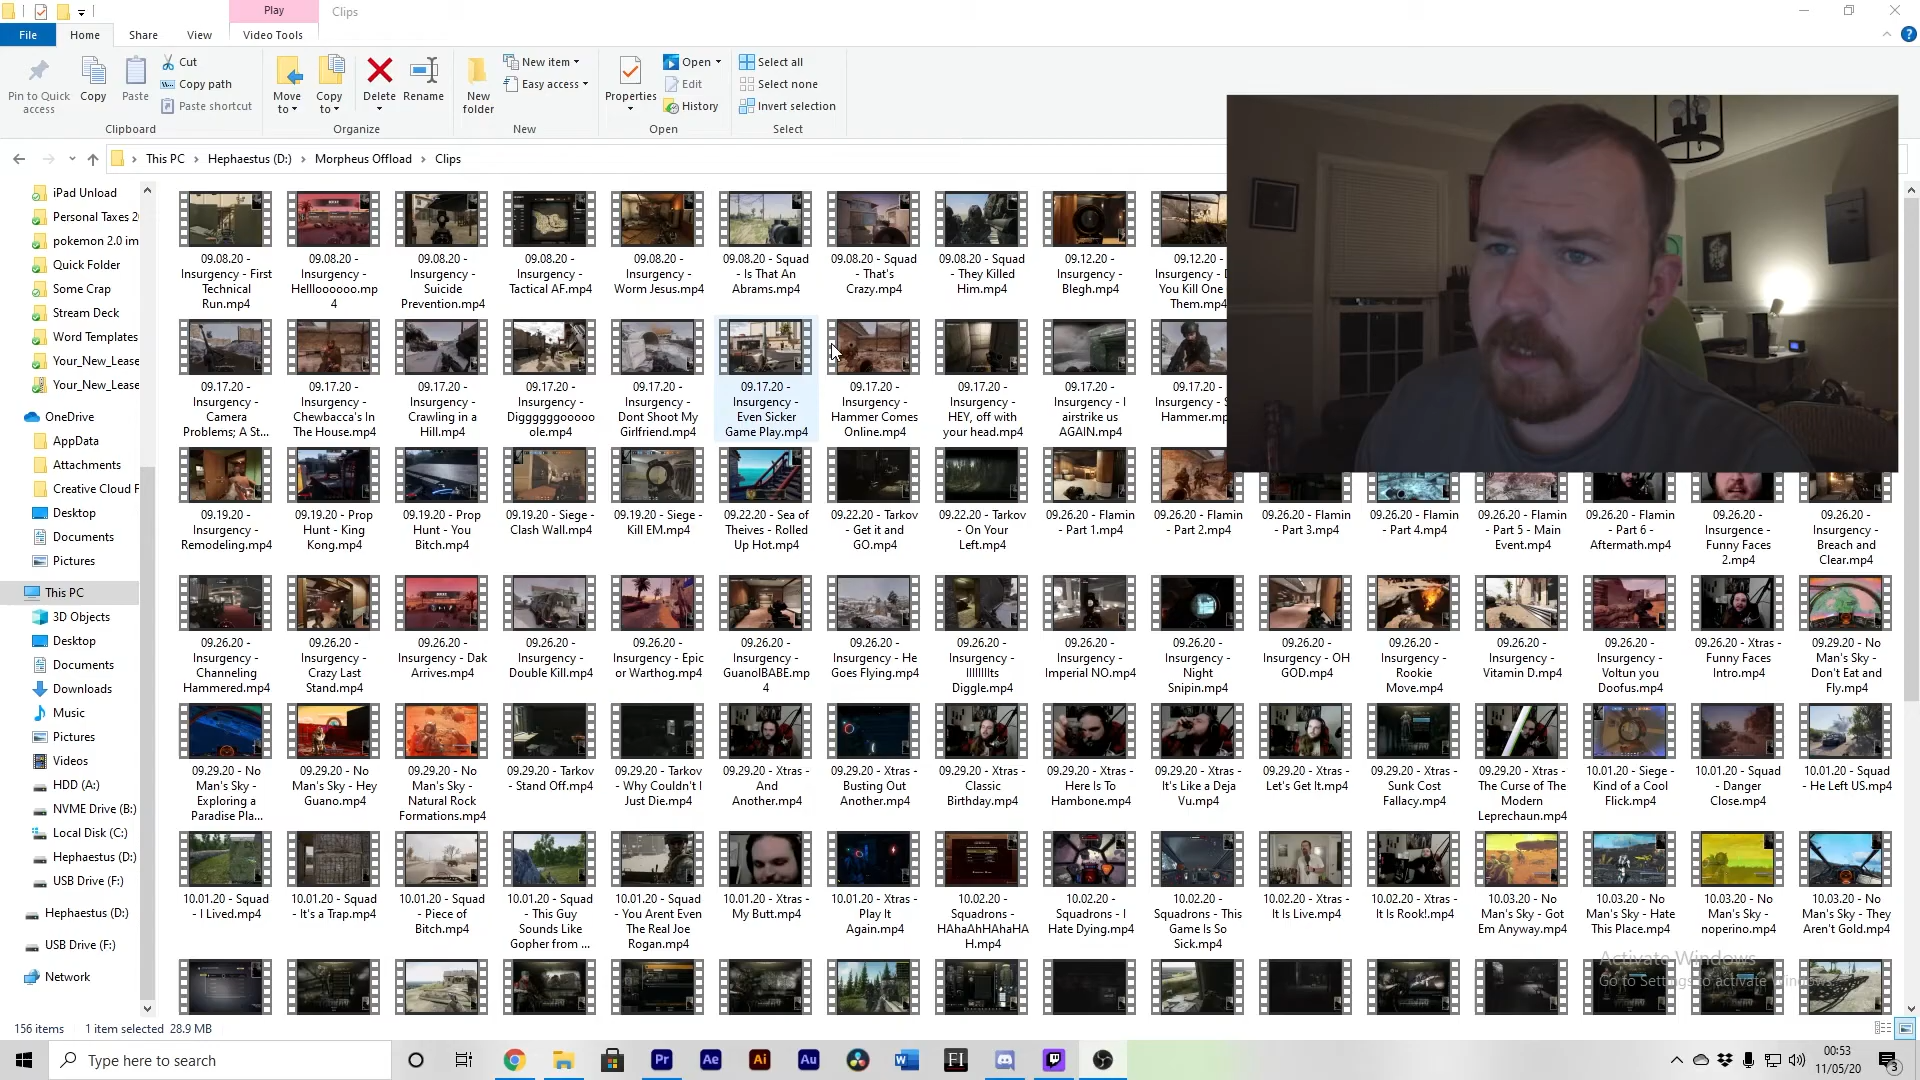 Play
Clips
File
Home
Share
View
Video Tools
Pin to Quick
access
Copy
Paste
Cut
Copy path
Paste shortcut
Clipboard
Move
to
Copy
to
Delete
Rename
Organize
New
folder
New item
Easy access
New
Properties
Open
Edit
History
Open
Select all
Select none
Invert selection
Select
This PC > Hephaestus (D:) > Morpheus Offload > Clips
iPad Unload
Personal Taxes 2
pokemon 2.0 im
Quick Folder
Some Crap
Stream Deck
Word Templates
Your_New_Lease
Your_New_Lease
OneDrive
AppData
Attachments
Creative Cloud F
Desktop
Documents
Pictures
This PC
3D Objects
Desktop
Documents
Downloads
Music
Pictures
Videos
HDD (A:)
NVME Drive (B:)
Local Disk (C:)
Hephaestus (D:)
USB Drive (F:)
Hephaestus (D:)
USB Drive (F:)
Network
09.08.20 -
Insurgency - First
Technical
Run.mp4
09.08.20 -
Insurgency -
Hellloooooo.mp
4
09.08.20 -
Insurgency -
Suicide
Prevention.mp4
09.08.20 -
Insurgency -
Tactical AF.mp4
09.08.20 -
Insurgency -
Worm Jesus.mp4
09.08.20 - Squad
- Is That An
Abrams.mp4
09.08.20 - Squad
- That's
Crazy.mp4
09.08.20 - Squad
- They Killed
Him.mp4
09.12.20 -
Insurgency -
Blegh.mp4
09.12.20 -
Insurgency - D
You Kill One
Them.mp4
09.17.20 -
Insurgency -
Camera
Problems; A St...
09.17.20 -
Insurgency -
Chewbacca's In
The House.mp4
09.17.20 -
Insurgency -
Crawling in a
Hill.mp4
09.17.20 -
Insurgency -
Digggggooooo
ole.mp4
09.17.20 -
Insurgency -
Dont Shoot My
Girlfriend.mp4
09.17.20 -
Insurgency -
Even Sicker
Game Play.mp4
09.17.20 -
Insurgency -
Hammer Comes
Online.mp4
09.17.20 -
Insurgency -
HEY, off with
your head.mp4
09.17.20 -
Insurgency - I
airstrike us
AGAIN.mp4
09.17.20 -
Insurgency - S
Hammer.mp
09.19.20 -
Insurgency -
Remodeling.mp4
09.19.20 - Prop
Hunt - King
Kong.mp4
09.19.20 - Prop
Hunt - You
Bitch.mp4
09.19.20 - Siege -
Clash Wall.mp4
09.19.20 - Siege -
Kill EM.mp4
09.22.20 - Sea of
Theives - Rolled
Up Hot.mp4
09.22.20 - Tarkov
- Get it and
GO.mp4
09.22.20 - Tarkov
- On Your
Left.mp4
09.26.20 - Flamin
- Part 1.mp4
09.26.20 - Flamin
- Part 2.mp4
09.26.20 - Flamin
- Part 3.mp4
09.26.20 - Flamin
- Part 4.mp4
09.26.20 - Flamin
- Part 5 - Main
Event.mp4
09.26.20 - Flamin
- Part 6 -
Aftermath.mp4
09.26.20 -
Insurgence -
Funny Faces
2.mp4
09.26.20 -
Insurgency -
Breach and
Clear.mp4
09.26.20 -
Insurgency -
Channeling
Hammered.mp4
09.26.20 -
Insurgency -
Crazy Last
Stand.mp4
09.26.20 -
Insurgency - Dak
Arrives.mp4
09.26.20 -
Insurgency -
Double Kill.mp4
09.26.20 -
Insurgency - Epic
or Warthog.mp4
09.26.20 -
Insurgency -
GuanoIBABE.mp
4
09.26.20 -
Insurgency - He
Goes Flying.mp4
09.26.20 -
Insurgency -
IIIIIIIIts
Diggle.mp4
09.26.20 -
Insurgency -
Imperial NO.mp4
09.26.20 -
Insurgency -
Night
Snipin.mp4
09.26.20 -
Insurgency - OH
GOD.mp4
09.26.20 -
Insurgency -
Rookie
Move.mp4
09.26.20 -
Insurgency -
Vitamin D.mp4
09.26.20 -
Insurgency -
Voltun you
Doofus.mp4
09.26.20 - Xtras -
Funny Faces
Intro.mp4
09.29.20 - No
Man's Sky -
Don't Eat and
Fly.mp4
09.29.20 - No
Man's Sky -
Exploring a
Paradise Pla...
09.29.20 - No
Man's Sky - Hey
Guano.mp4
09.29.20 - No
Man's Sky -
Natural Rock
Formations.mp4
09.29.20 - Tarkov
- Stand Off.mp4
09.29.20 - Tarkov
- Why Couldn't I
Just Die.mp4
09.29.20 - Xtras -
And
Another.mp4
09.29.20 - Xtras -
Busting Out
Another.mp4
09.29.20 - Xtras -
Classic
Birthday.mp4
09.29.20 - Xtras -
Here Is To
Hambone.mp4
09.29.20 - Xtras -
It's Like a Deja
Vu.mp4
09.29.20 - Xtras -
Let's Get It.mp4
09.29.20 - Xtras -
Sunk Cost
Fallacy.mp4
09.29.20 - Xtras -
The Curse of The
Modern
Leprechaun.mp4
10.01.20 - Siege -
Kind of a Cool
Flick.mp4
10.01.20 - Squad
- Danger
Close.mp4
10.01.20 - Squad
- He Left US.mp4
10.01.20 - Squad
- I Lived.mp4
10.01.20 - Squad
- It's a Trap.mp4
10.01.20 - Squad
- Piece of
Bitch.mp4
10.01.20 - Squad
- This Guy
Sounds Like
Gopher from ...
10.01.20 - Squad
- You Arent Even
The Real Joe
Rogan.mp4
10.01.20 - Xtras -
My Butt.mp4
10.01.20 - Xtras -
Play It
Again.mp4
10.02.20 -
Squadrons -
HAhaAhHAhaHA
H.mp4
10.02.20 -
Squadrons - I
Hate Dying.mp4
10.02.20 -
Squadrons - This
Game Is So
Sick.mp4
10.02.20 - Xtras -
It Is Live.mp4
10.02.20 - Xtras -
It Is Rook!.mp4
10.03.20 - No
Man's Sky - Got
Em Anyway.mp4
10.03.20 - No
Man's Sky - Hate
This Place.mp4
10.03.20 - No
Man's Sky -
noperino.mp4
10.03.20 - No
Man's Sky - They
Aren't Gold.mp4
Activate Windows
Go to Settings to activate Windows.
156 items
1 item selected 28.9 MB
Type here to search
Pr
Ae
Ai
Au
W
FI
00:53
11/05/20
3